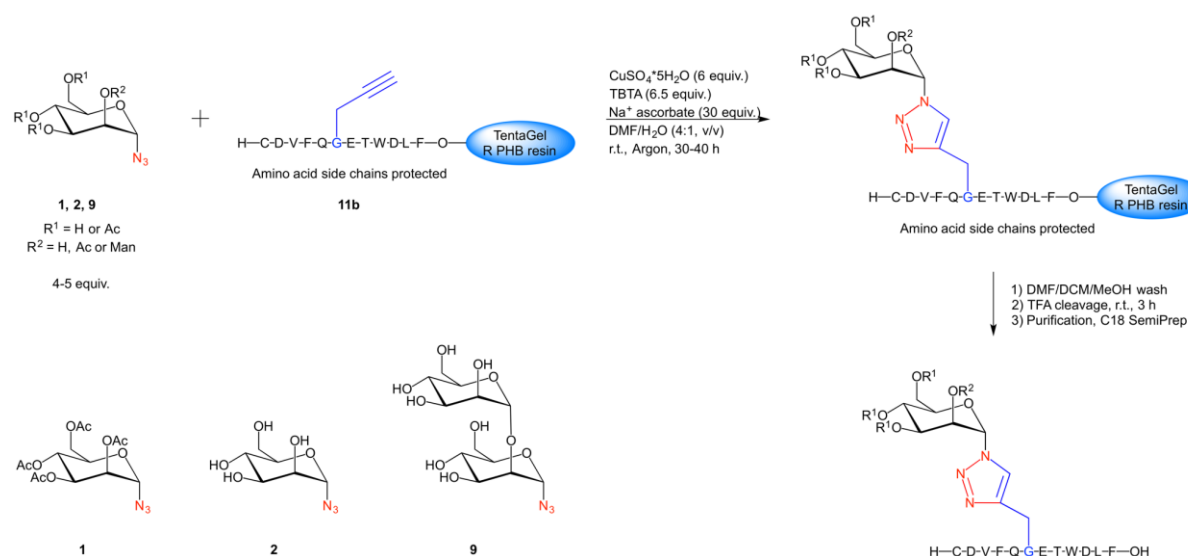 OR¹
OR²
R¹O
R¹O
N₃
1, 2, 9
R¹ = H or Ac
R² = H, Ac or Man
4-5 equiv.
+
H-C-D-V-F-Q-G-E-T-W-D-L-F-O
TentaGel
R PHB resin
Amino acid side chains protected
11b
CuSO₄*5H₂O (6 equiv.)
TBTA (6.5 equiv.)
Na⁺ ascorbate (30 equiv.)
DMF/H₂O (4:1, v/v)
r.t., Argon, 30-40 h
OR¹
OR²
R¹O
R¹O
O
N
N
N
H-C-D-V-F-Q-G-E-T-W-D-L-F-O
TentaGel
R PHB resin
Amino acid side chains protected
1) DMF/DCM/MeOH wash
2) TFA cleavage, r.t., 3 h
3) Purification, C18 SemiPrep
OAc
OAc
AcO
AcO
O
N₃
1
OH
OH
HO
HO
O
N₃
2
OH
OH
HO
HO
O
OH
O
HO
HO
O
N₃
9
OR¹
OR²
R¹O
R¹O
O
N
N
N
H-C-D-V-F-Q-G-E-T-W-D-L-F-OH